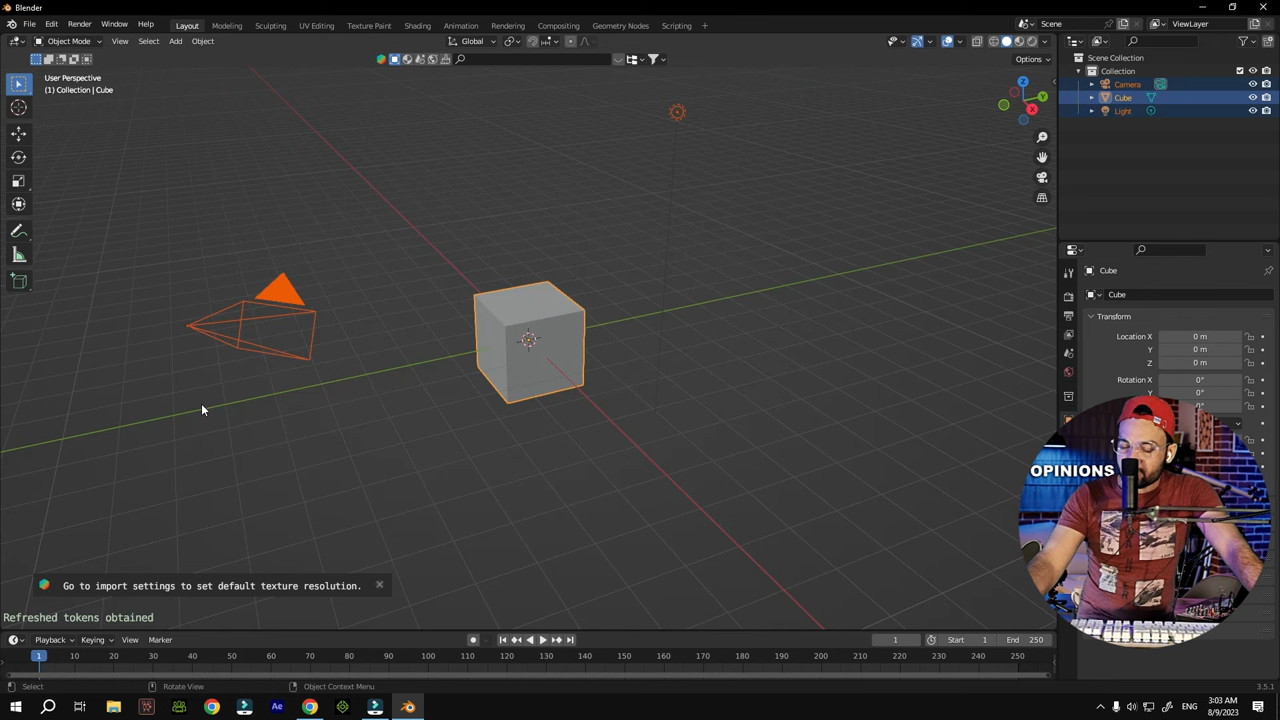 Blender
File Edit Render Window Help
Layout Modeling Sculpting UV Editing Texture Paint Shading Animation Rendering Compositing Geometry Nodes Scripting +
Scene
ViewLayer
Object Mode View Select Add Object
Global
Options
User Perspective
(1) Collection | Cube
Z
Y
X
Scene Collection
Collection
Camera
Cube
Light
Cube
Cube
Transform
Location X 0 m
Y 0 m
Z 0 m
Rotation X 0°
Y 0°
0°
OPINIONS
Go to import settings to set default texture resolution.
Refreshed tokens obtained
Playback Keying View Marker
1
Start 1
End 250
1 10 20 30 40 50 60 70 80 90 100 110 120 130 140 150 160 170 180 190 200 210 220 230 240 250
Select
Rotate View
Object Context Menu
3.5.1
Ae
ENG
3:03 AM
8/9/2023